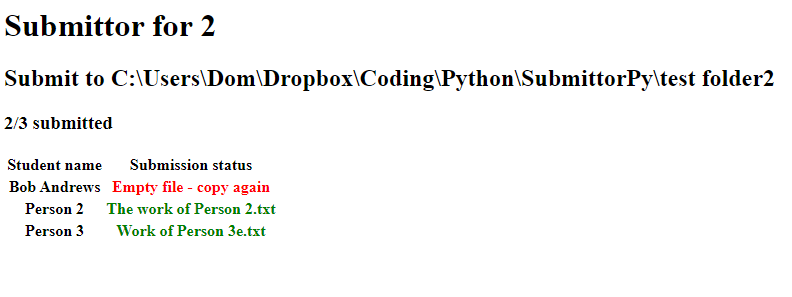 Submittor for 2
Submit to C:\Users\Dom\Dropbox\Coding\Python\SubmittorPy\test folder2
2/3 submitted
Student name Submission status
Bob Andrews Empty file - copy again
Person 2 The work of Person 2.txt
Person 3 Work of Person 3e.txt